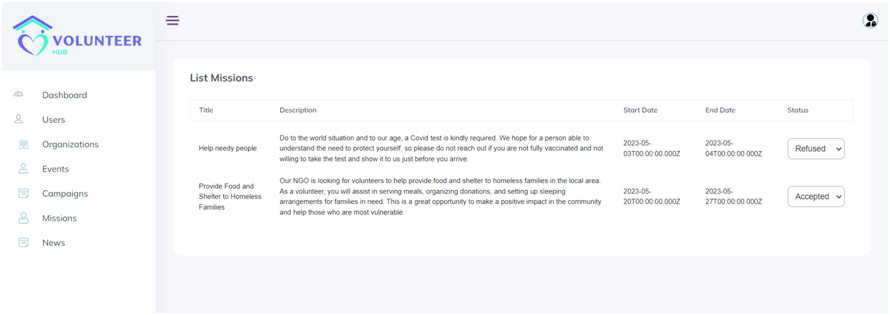 VOLUNTEER
HUB
Dashboard
Users
Organizations
Events
Campaigns
Missions
News
List Missions
Title Description Start Date End Date Status
Help needy people
Do to the world situation and to our age, a Covid test is kindly required. We hope for a person able to
understand the need to protect yourself, so please do not reach out if you are not fully vaccinated and not
willing to take the test and show it to us just before you arrive.
2023-05-
03T00:00:00.000Z
2023-05-
04T00:00:00.000Z
Refused
Provide Food and
Shelter to Homeless
Families
Our NGO is looking for volunteers to help provide food and shelter to homeless families in the local area.
As a volunteer, you will assist in serving meals, organizing donations, and setting up sleeping
arrangements for families in need. This is a great opportunity to make a positive impact in the community
and help those who are most vulnerable.
2023-05-
20T00:00:00.000Z
2023-05-
27T00:00:00.000Z
Accepted